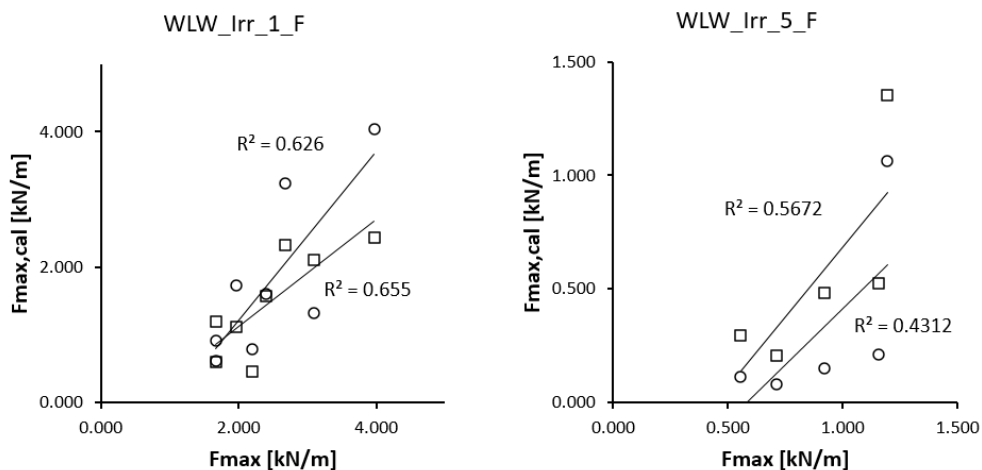 WLW_Irr_1_F
Fmax,cal [kN/m]
4.000
2.000
0.000
R² = 0.626
R² = 0.655
0.000
2.000
4.000
Fmax [kN/m]
WLW_Irr_5_F
Fmax,cal [kN/m]
1.500
1.000
0.500
0.000
R² = 0.5672
R² = 0.4312
0.000
0.500
1.000
1.500
Fmax [kN/m]